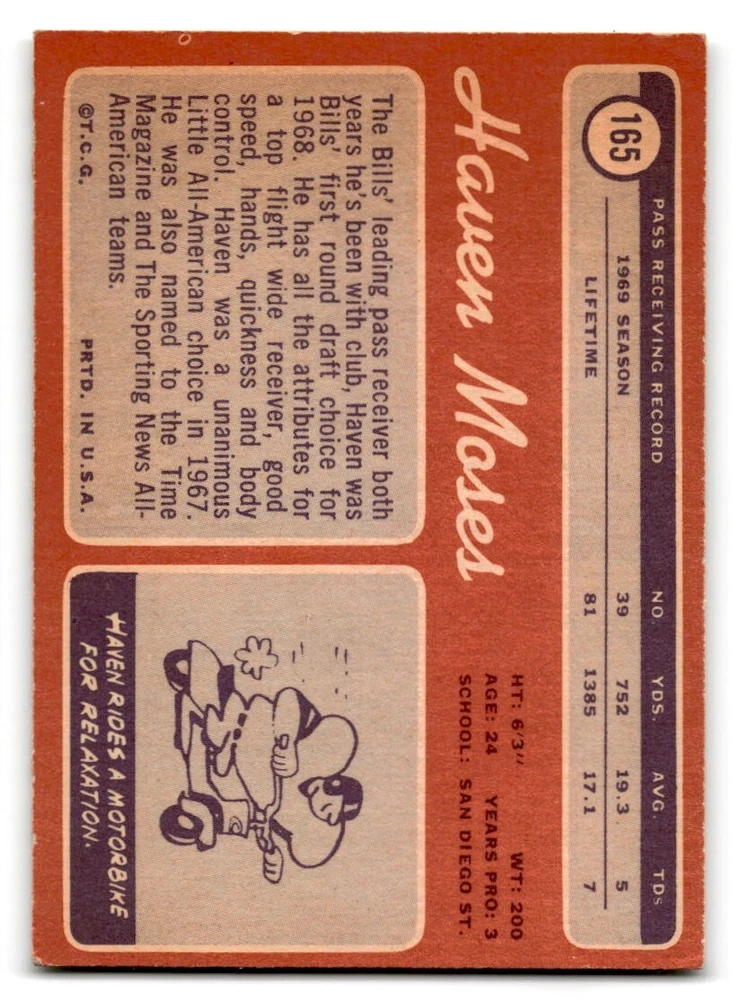 165
PASS RECEIVING RECORD NO. YDS. AVG. TDs
1969 SEASON 39 752 19.3 5
LIFETIME 81 1385 17.1 7
Haven Moses
HT: 6'3" WT: 200
AGE: 24 YEARS PRO: 3
SCHOOL: SAN DIEGO ST.
The Bills' leading pass receiver both
years he's been with club, Haven was
Bills' first round draft choice for
1968. He has all the attributes for
a top flight wide receiver, good
speed, hands, quickness and body
control. Haven was a unanimous
Little All-American choice in 1967.
He was also named to the Time
Magazine and The Sporting News All-
American teams.
©T.C.G. PRTD. IN U.S.A.
HAVEN RIDES A MOTORBIKE
FOR RELAXATION.